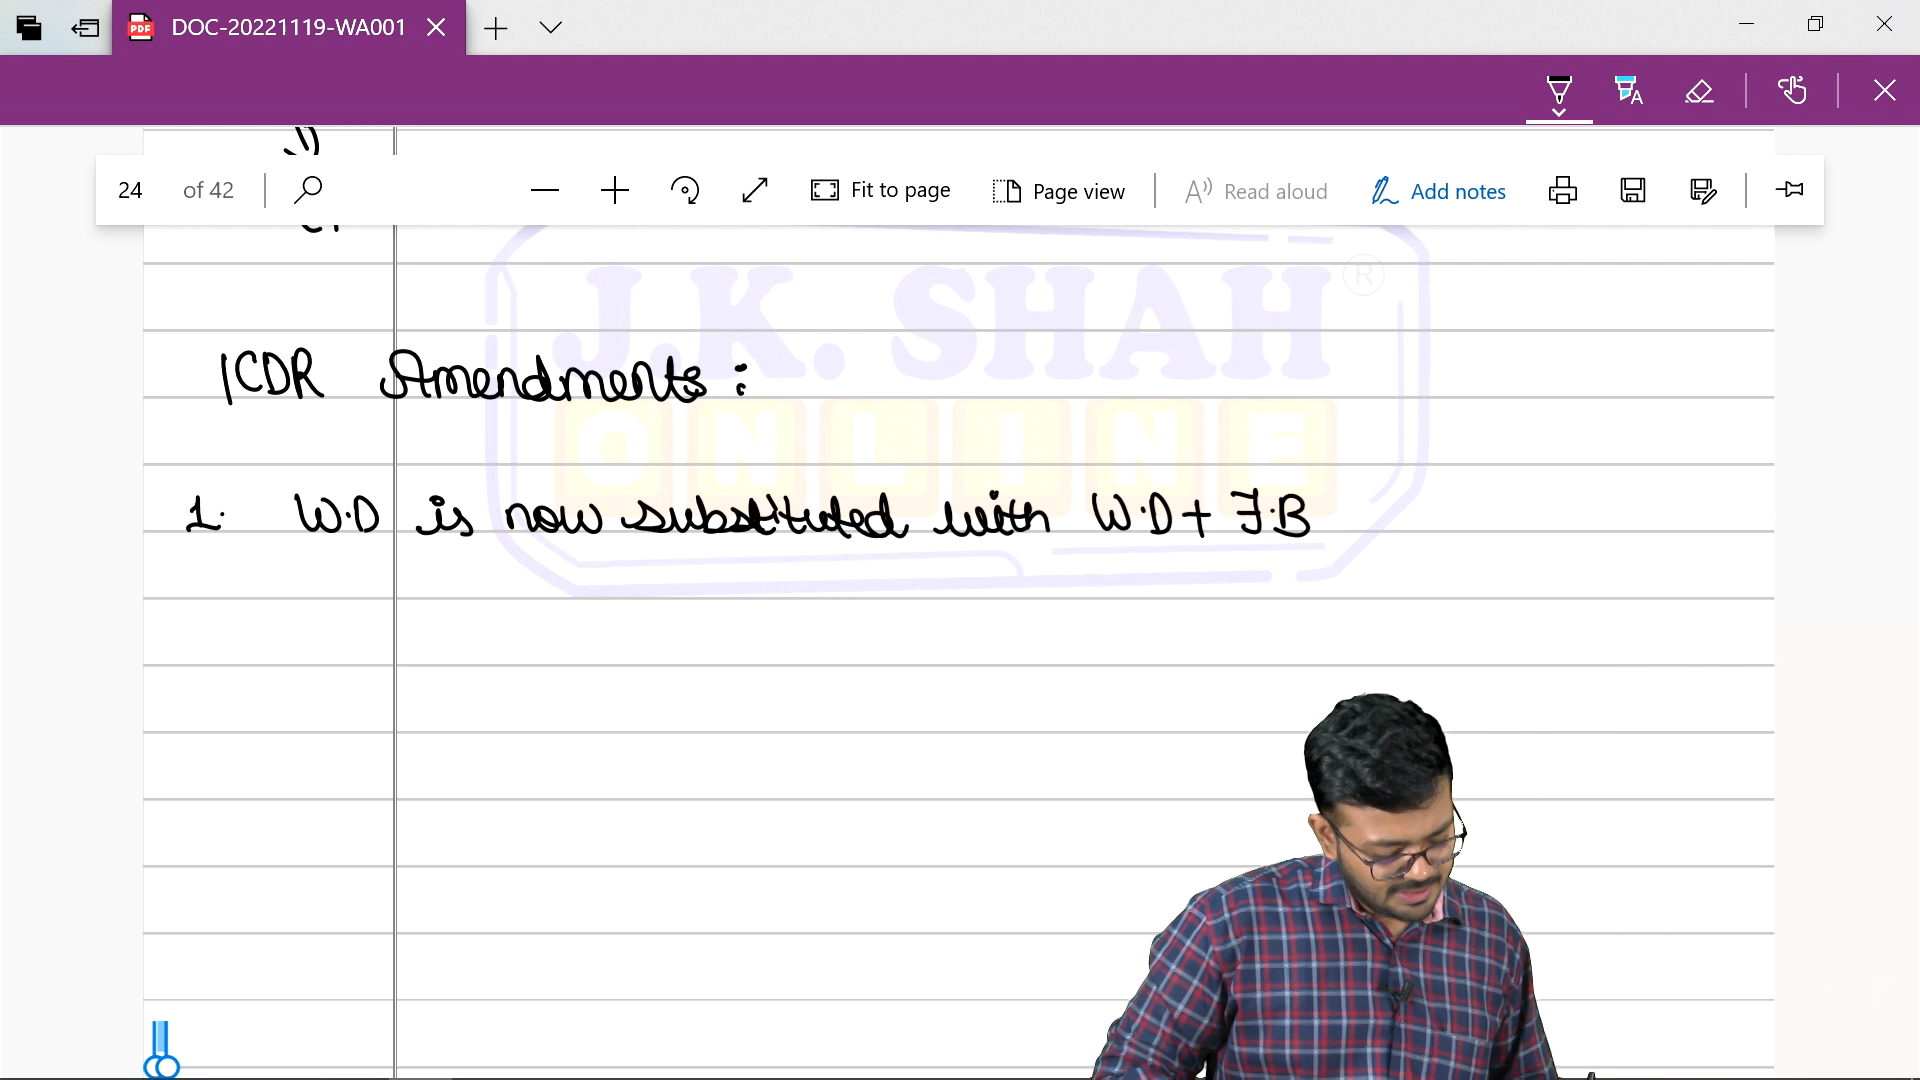 DOC-20221119-WA001
24 of 42 Fit to page Page view Read aloud Add notes
J.K. SHAH ®
ONLINE
ICDR Amendments :
1. W.D is now substituted with W.D + F.B